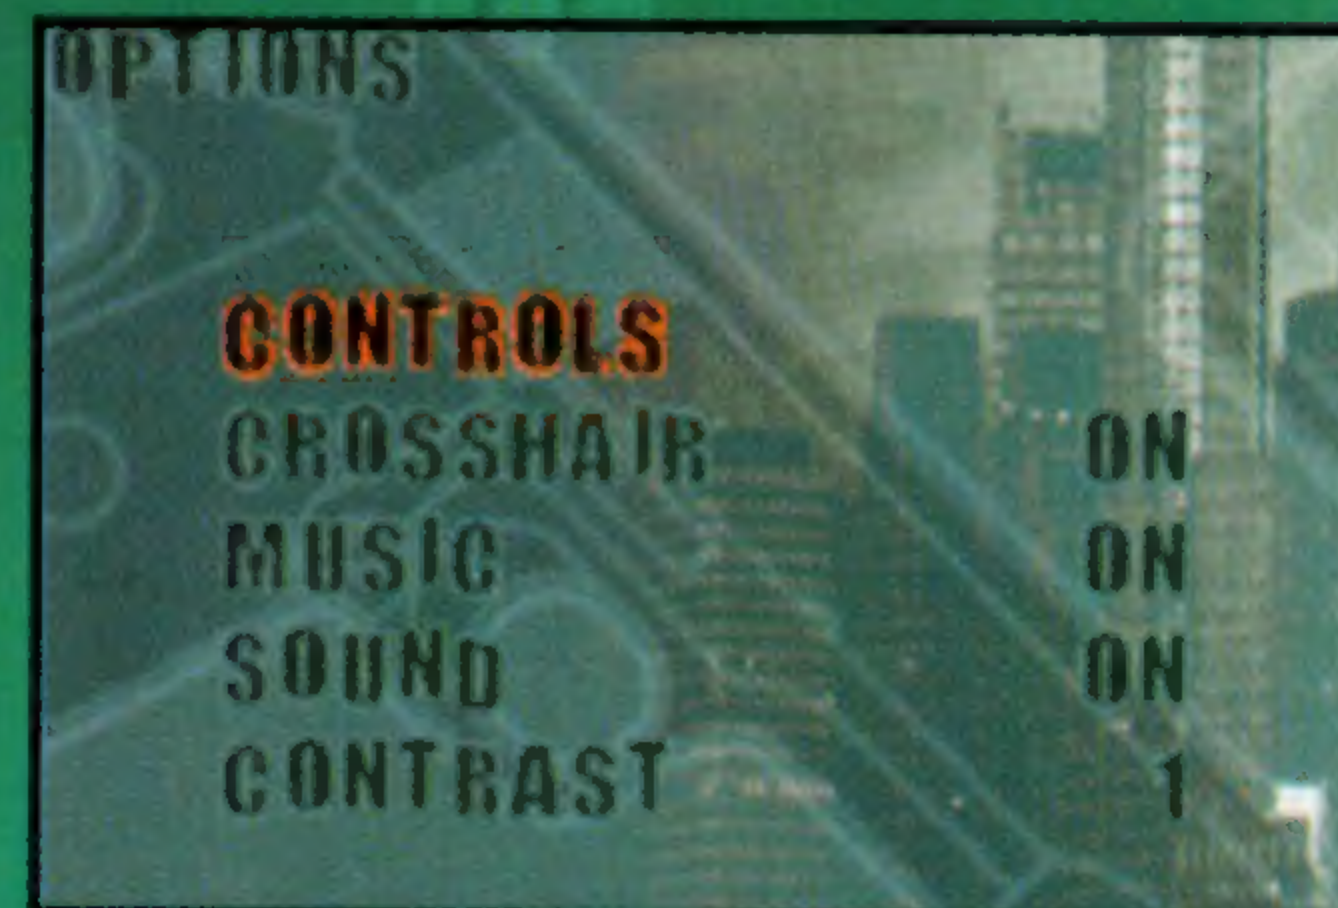 OPTIONS
CONTROLS
CROSSHAIR ON
MUSIC ON
SOUND ON
CONTRAST 1